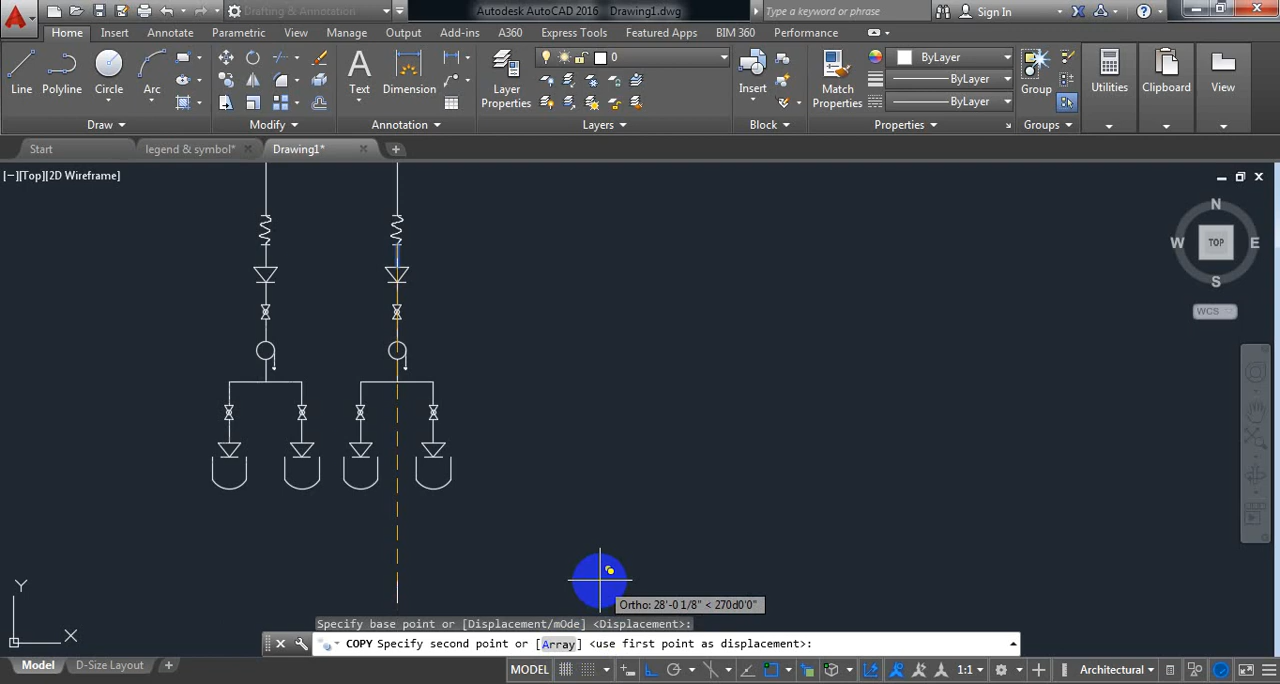 Drafting & Annotation
Autodesk AutoCAD 2016 Drawing1.dwg
Type a keyword or phrase
Sign In
Home Insert Annotate Parametric View Manage Output Add-ins A360 Express Tools Featured Apps BIM 360 Performance
0
ByLayer
ByLayer
ByLayer
Line Polyline Circle Arc
Text Dimension
Layer Properties
Insert
Match Properties
Group
Utilities Clipboard View
Draw Modify Annotation Layers Block Properties Groups
Start legend & symbol* Drawing1*
[−][Top][2D Wireframe]
N
W TOP E
S
WCS
Y
X
Ortho: 28'-0 1/8" < 270d0'0"
Specify base point or [Displacement/mOde] <Displacement>:
COPY Specify second point or [Array] <use first point as displacement>:
Model D-Size Layout
MODEL 1:1 Architectural